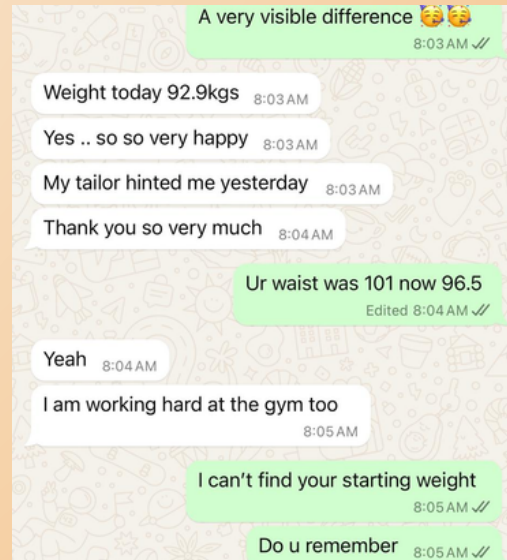 A very visible difference 🥳🥳
8:03 AM
Weight today 92.9kgs 8:03 AM
Yes .. so so very happy 8:03 AM
My tailor hinted me yesterday 8:03 AM
Thank you so very much 8:04 AM
Ur waist was 101 now 96.5
Edited 8:04 AM
Yeah 8:04 AM
I am working hard at the gym too
8:05 AM
I can't find your starting weight
8:05 AM
Do u remember 8:05 AM